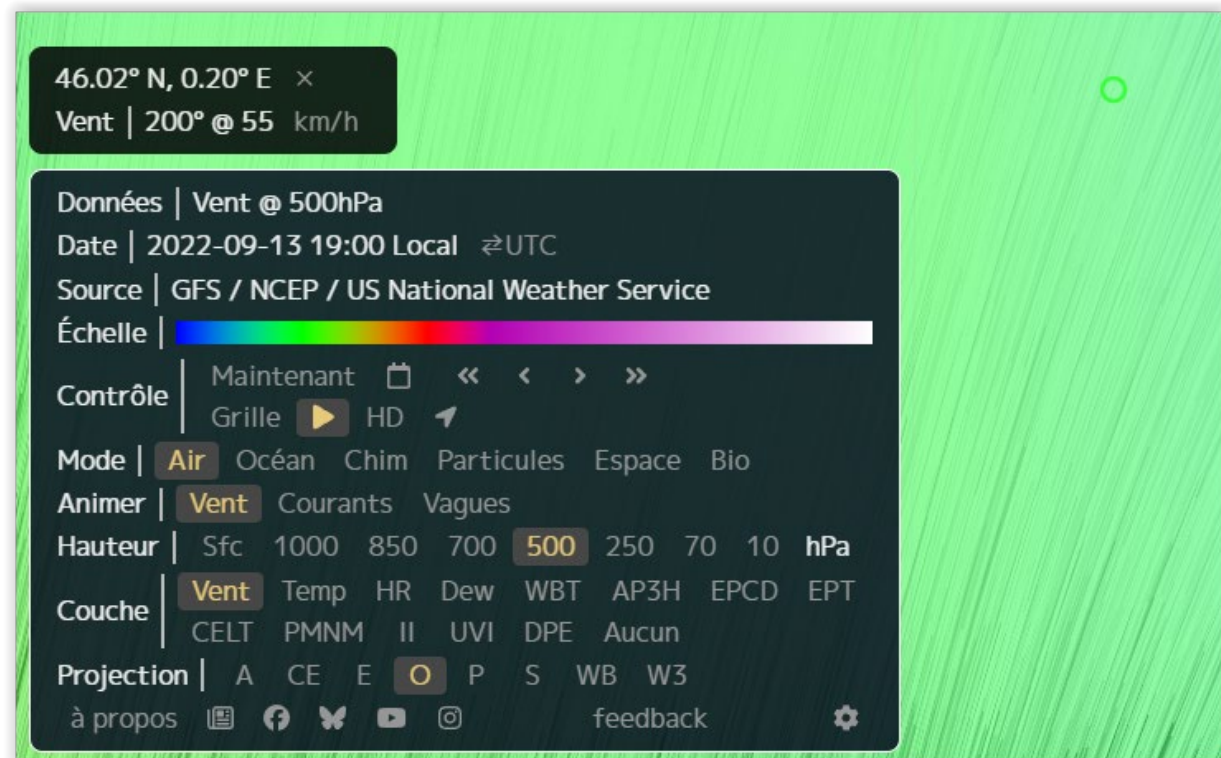 46.02° N, 0.20° E ×
Vent | 200° @ 55 km/h
Données | Vent @ 500hPa
Date | 2022-09-13 19:00 Local ⇄UTC
Source | GFS / NCEP / US National Weather Service
Échelle |
Contrôle | Maintenant « ‹ › »
Grille HD
Mode | Air Océan Chim Particules Espace Bio
Animer | Vent Courants Vagues
Hauteur | Sfc 1000 850 700 500 250 70 10 hPa
Couche | Vent Temp HR Dew WBT AP3H EPCD EPT
CELT PMNM II UVI DPE Aucun
Projection | A CE E O P S WB W3
à propos feedback